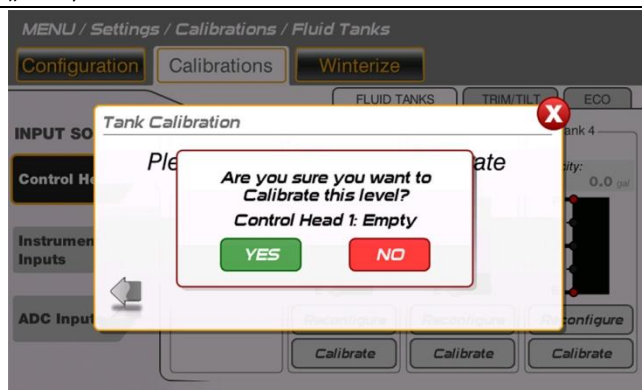 MENU / Settings / Calibrations / Fluid Tanks
Configuration
Calibrations
Winterize
FLUID TANKS
TRIM/TILT
ECO
Tank Calibration
X
INPUT SO
ank 4
Ple
ate
Are you sure you want to
Calibrate this level?
Control Head 1: Empty
YES
NO
Control He
city:
0.0 gal
Instrumen
Inputs
ADC Input
Reconfigure
Reconfigure
configure
Calibrate
Calibrate
Calibrate